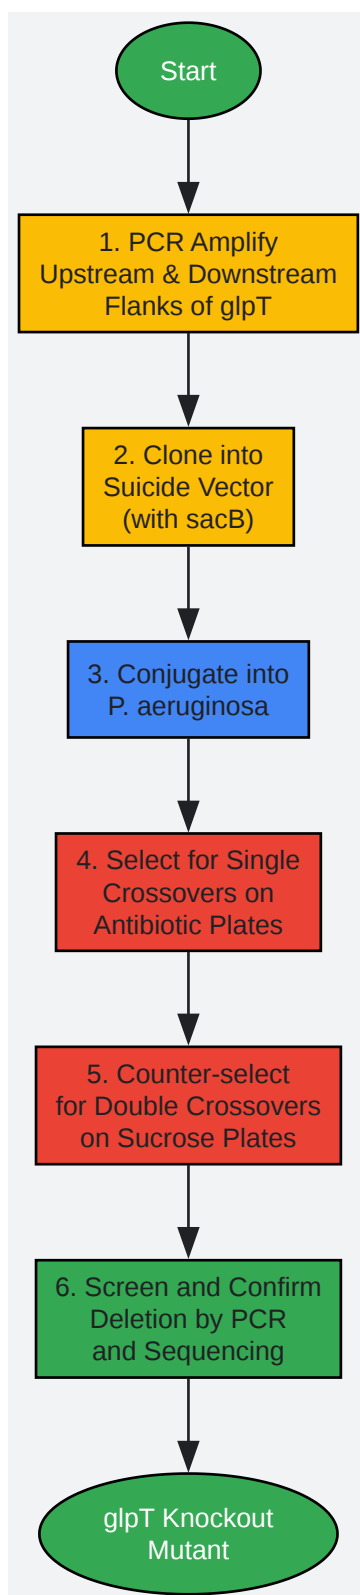 Start
1. PCR Amplify
Upstream & Downstream
Flanks of glpT
2. Clone into
Suicide Vector
(with sacB)
3. Conjugate into
P. aeruginosa
4. Select for Single
Crossovers on
Antibiotic Plates
5. Counter-select
for Double Crossovers
on Sucrose Plates
6. Screen and Confirm
Deletion by PCR
and Sequencing
glpT Knockout
Mutant